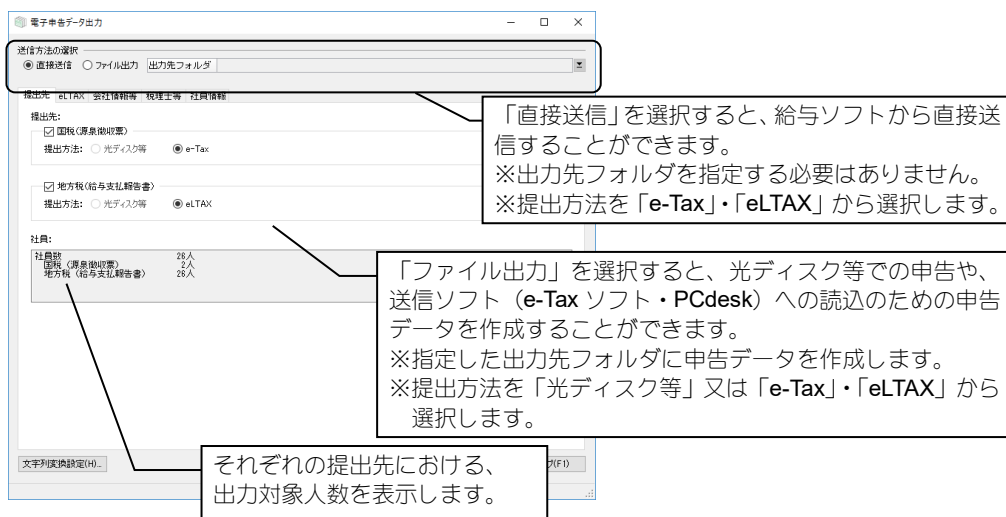 電子申告データ出力
送信方法の選択
直接送信 ファイル出力 出力先フォルダ
提出先 eLTAX 会社情報等 税理士等 社員情報
提出先:
国税(源泉徴収票)
提出方法: 光ディスク等 e-Tax
地方税(給与支払報告書)
提出方法: 光ディスク等 eLTAX
社員:
社員数 26人
国税(源泉徴収票) 2人
地方税(給与支払報告書) 26人
文字列変換設定(H)...
プ(F1)
「直接送信」を選択すると、給与ソフトから直接送
信することができます。
※出力先フォルダを指定する必要はありません。
※提出方法を「e-Tax」・「eLTAX」から選択します。
「ファイル出力」を選択すると、光ディスク等での申告や、
送信ソフト(e-Tax ソフト・PCdesk)への読込のための申告
データを作成することができます。
※指定した出力先フォルダに申告データを作成します。
※提出方法を「光ディスク等」又は「e-Tax」・「eLTAX」から
選択します。
それぞれの提出先における、
出力対象人数を表示します。